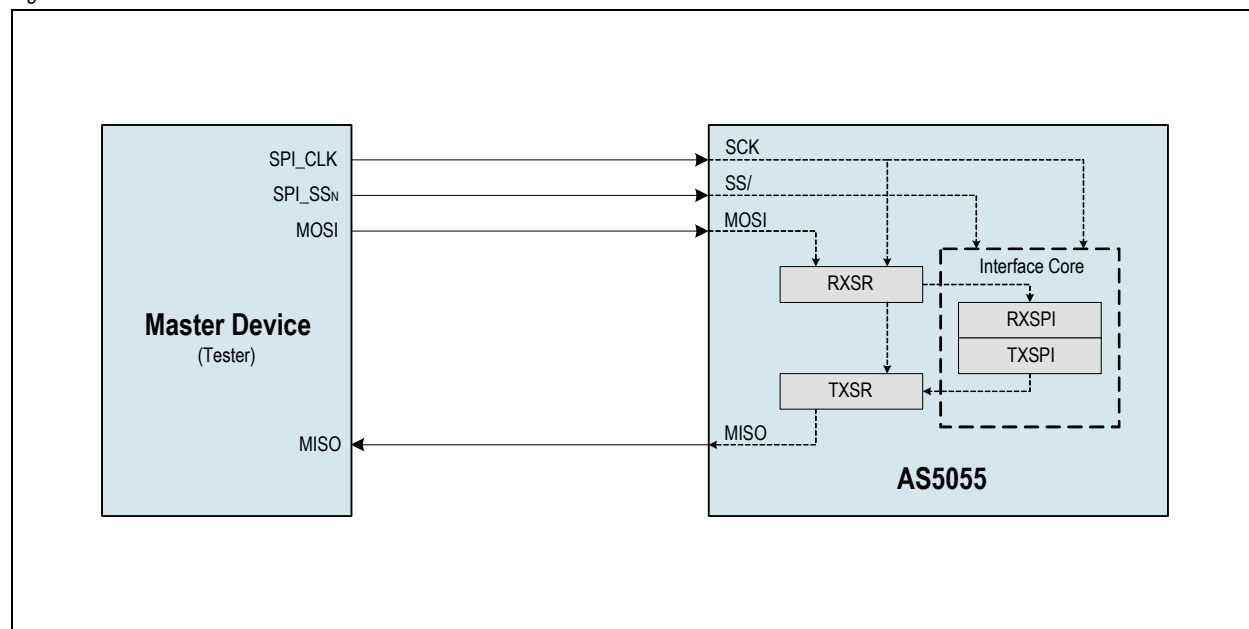 SPI_CLK
SPI_SSN
MOSI
Master Device
(Tester)
MISO
SCK
SS/
MOSI
Interface Core
RXSR
RXSPI
TXSPI
TXSR
MISO
AS5055